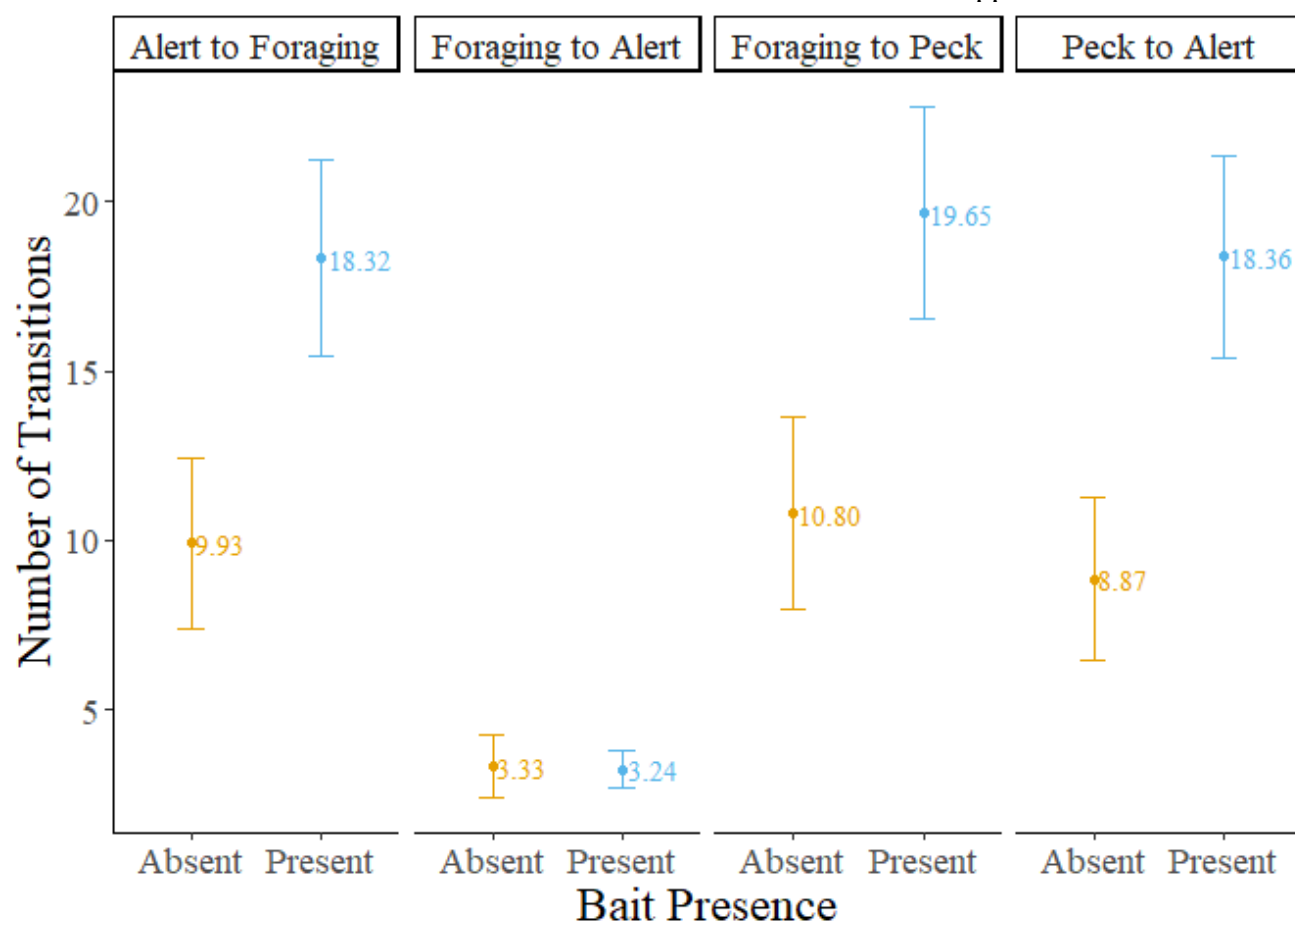 Alert to Foraging
Foraging to Alert
Foraging to Peck
Peck to Alert
Number of Transitions
20
15
10
5
9.93
18.32
3.33
3.24
10.80
19.65
8.87
18.36
Absent Present
Absent Present
Absent Present
Absent Present
Bait Presence